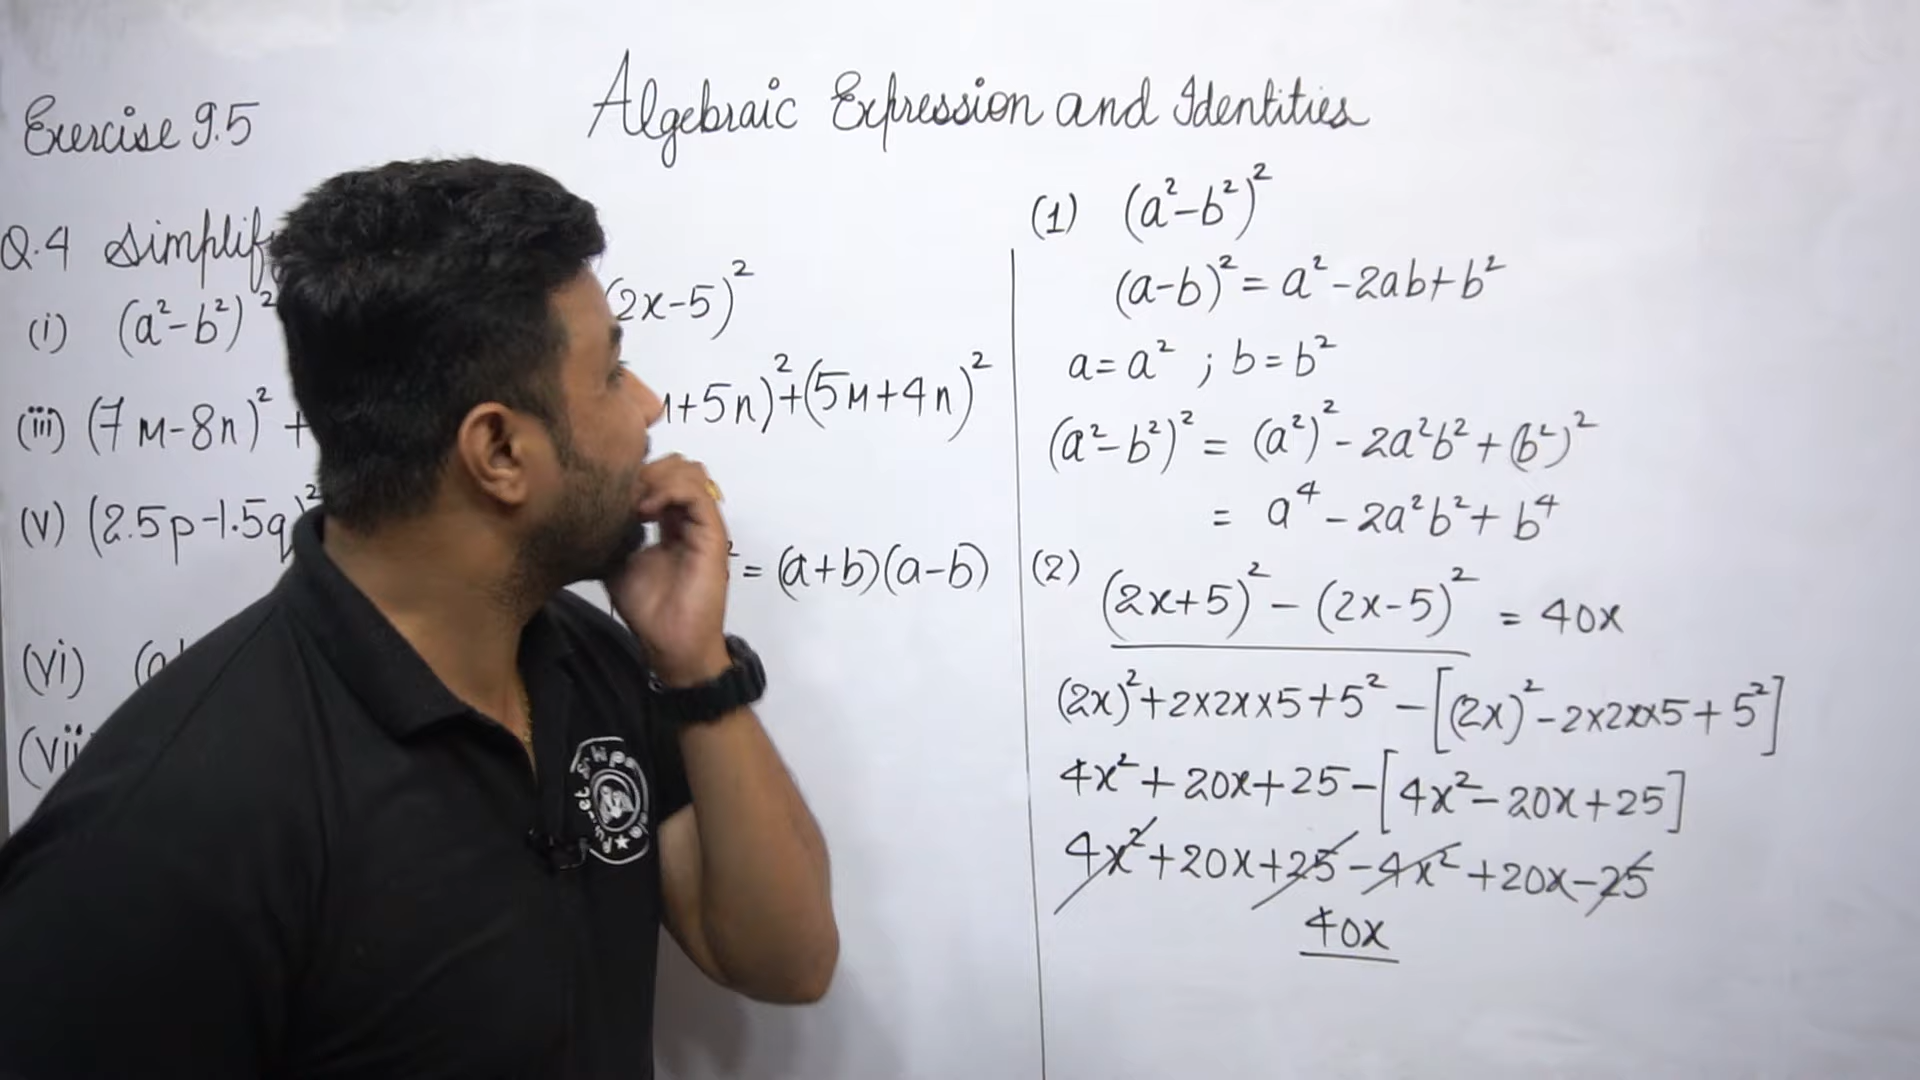 Algebraic Expression and Identities
Exercise 9.5
Q.4 Simplif
(i) (a²-b²)²
2x-5)²
(iii) (7m-8n)² +
+5n)²+(5m+4n)²
(v) (2.5p-1.5q)²
² = (a+b)(a-b)
(vi) (a
(vii
(1) (a²-b²)²
(a-b)² = a²-2ab+b²
a=a² ; b=b²
(a²-b²)² = (a²)²-2a²b²+(b²)²
= a⁴-2a²b²+b⁴
(2) (2x+5)² - (2x-5)² = 40x
(2x)²+2×2x×5+5² - [(2x)²-2×2x×5+5²]
4x²+20x+25-[4x²-20x+25]
4x²+20x+25-4x²+20x-25
40x